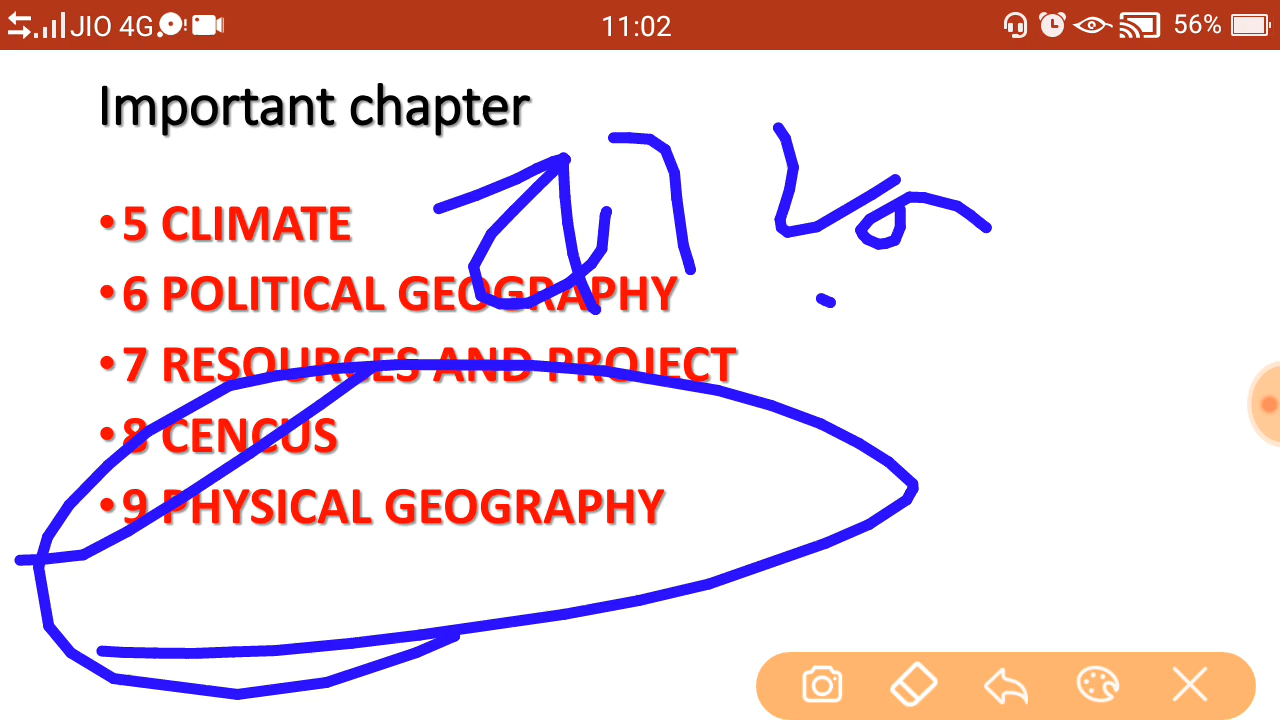 JIO 4G 11:02 56%
Important chapter
• 5 CLIMATE
• 6 POLITICAL GEOGRAPHY
• 7 RESOURCES AND PROJECT
• 8 CENCUS
• 9 PHYSICAL GEOGRAPHY